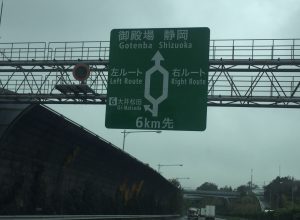 御殿場 静岡
Gotenba Shizuoka
左ルート 右ルート
Left Route Right Route
6 大井松田
Oi-Matsuda
6km先